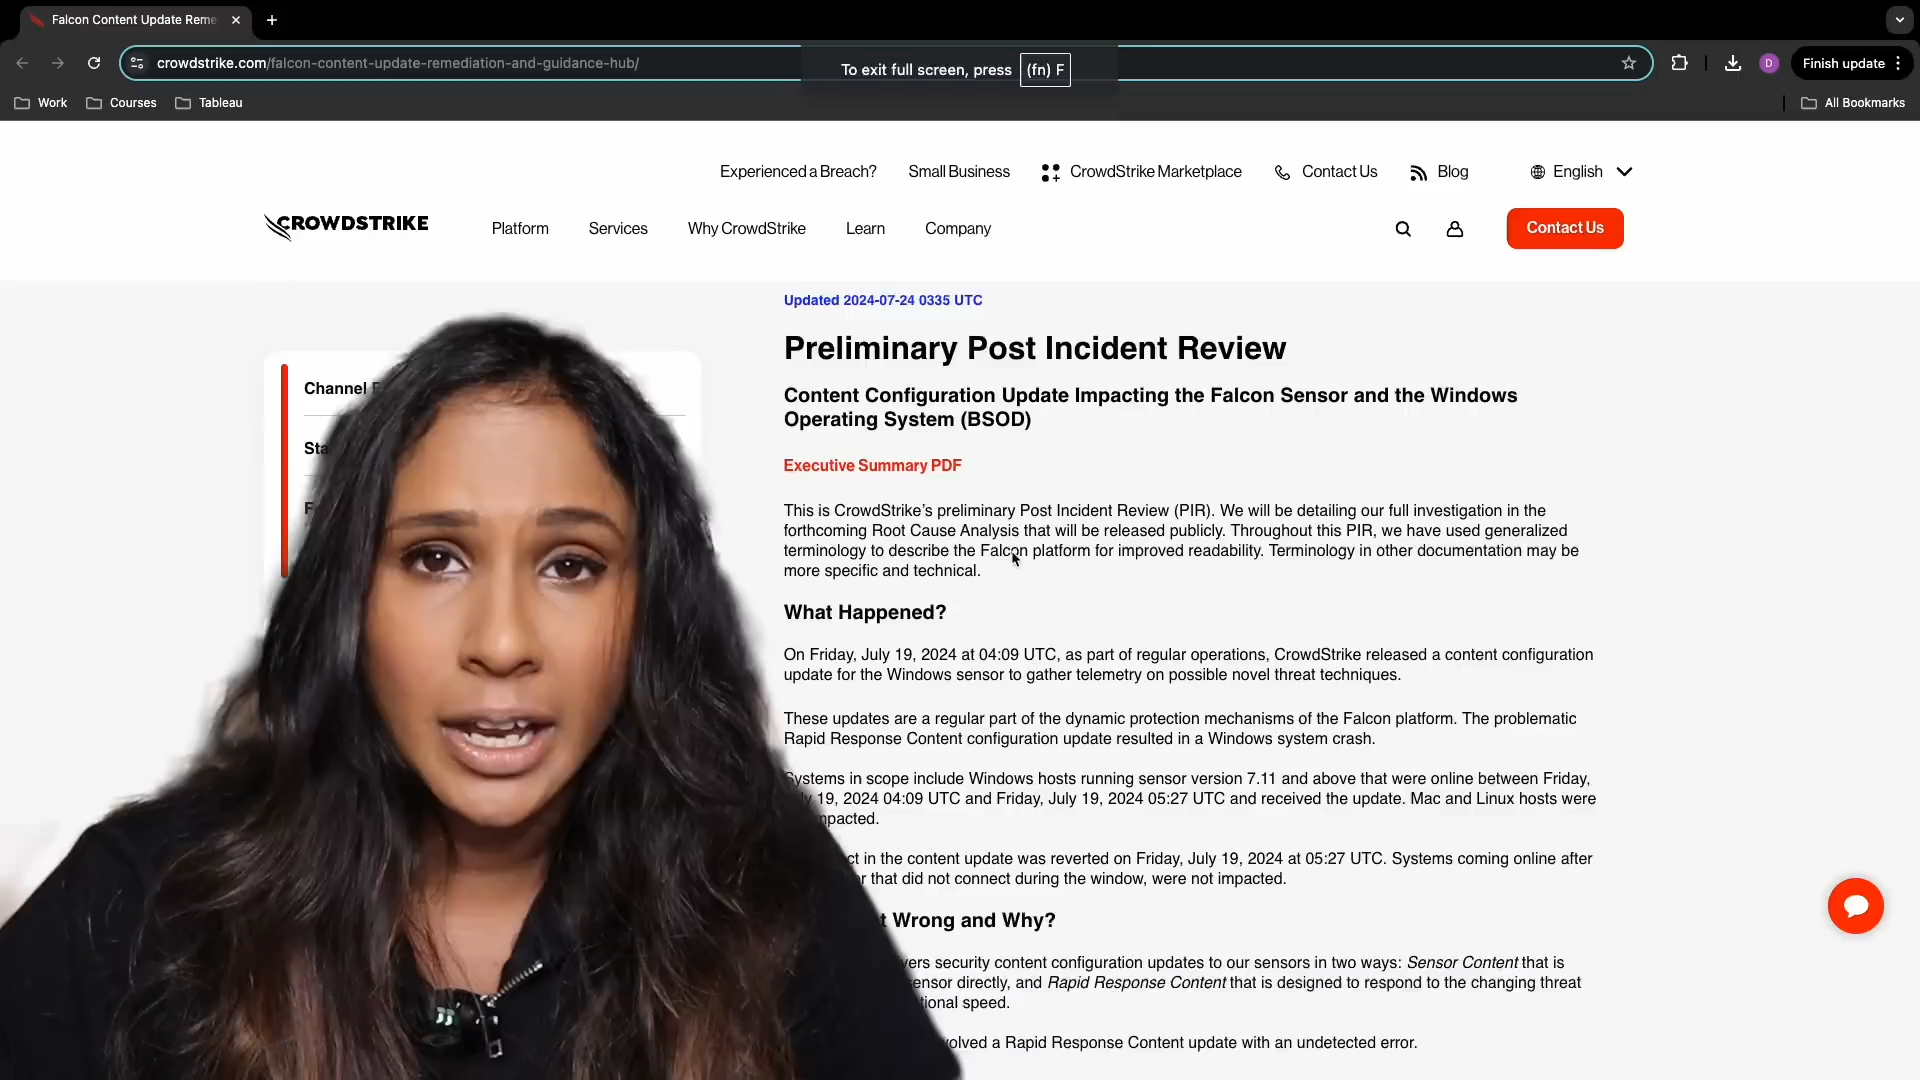 Falcon Content Update Reme
crowdstrike.com/falcon-content-update-remediation-and-guidance-hub/
To exit full screen, press (fn) F
D
Finish update
Work
Courses
Tableau
All Bookmarks
Experienced a Breach?
Small Business
CrowdStrike Marketplace
Contact Us
Blog
English
CROWDSTRIKE
Platform
Services
Why CrowdStrike
Learn
Company
Contact Us
Channel
Updated 2024-07-24 0335 UTC
Preliminary Post Incident Review
Content Configuration Update Impacting the Falcon Sensor and the Windows
Operating System (BSOD)
Executive Summary PDF
This is CrowdStrike’s preliminary Post Incident Review (PIR). We will be detailing our full investigation in the
forthcoming Root Cause Analysis that will be released publicly. Throughout this PIR, we have used generalized
terminology to describe the Falcon platform for improved readability. Terminology in other documentation may be
more specific and technical.
What Happened?
On Friday, July 19, 2024 at 04:09 UTC, as part of regular operations, CrowdStrike released a content configuration
update for the Windows sensor to gather telemetry on possible novel threat techniques.
These updates are a regular part of the dynamic protection mechanisms of the Falcon platform. The problematic
Rapid Response Content configuration update resulted in a Windows system crash.
Systems in scope include Windows hosts running sensor version 7.11 and above that were online between Friday,
19, 2024 04:09 UTC and Friday, July 19, 2024 05:27 UTC and received the update. Mac and Linux hosts were
in the content update was reverted on Friday, July 19, 2024 at 05:27 UTC. Systems coming online after
that did not connect during the window, were not impacted.
Wrong and Why?
security content configuration updates to our sensors in two ways: Sensor Content that is
directly, and Rapid Response Content that is designed to respond to the changing threat
speed.
a Rapid Response Content update with an undetected error.